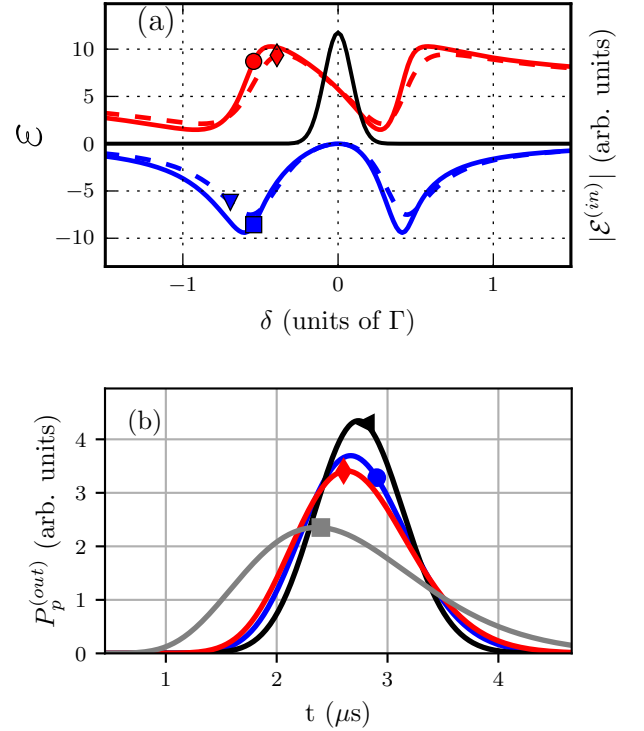 (a)
10
5
0
−5
−10
ℰ
|ℰ^(in)| (arb. units)
−1
0
1
δ (units of Γ)
(b)
4
3
2
1
0
P_p^(out) (arb. units)
1
2
3
4
t (μs)